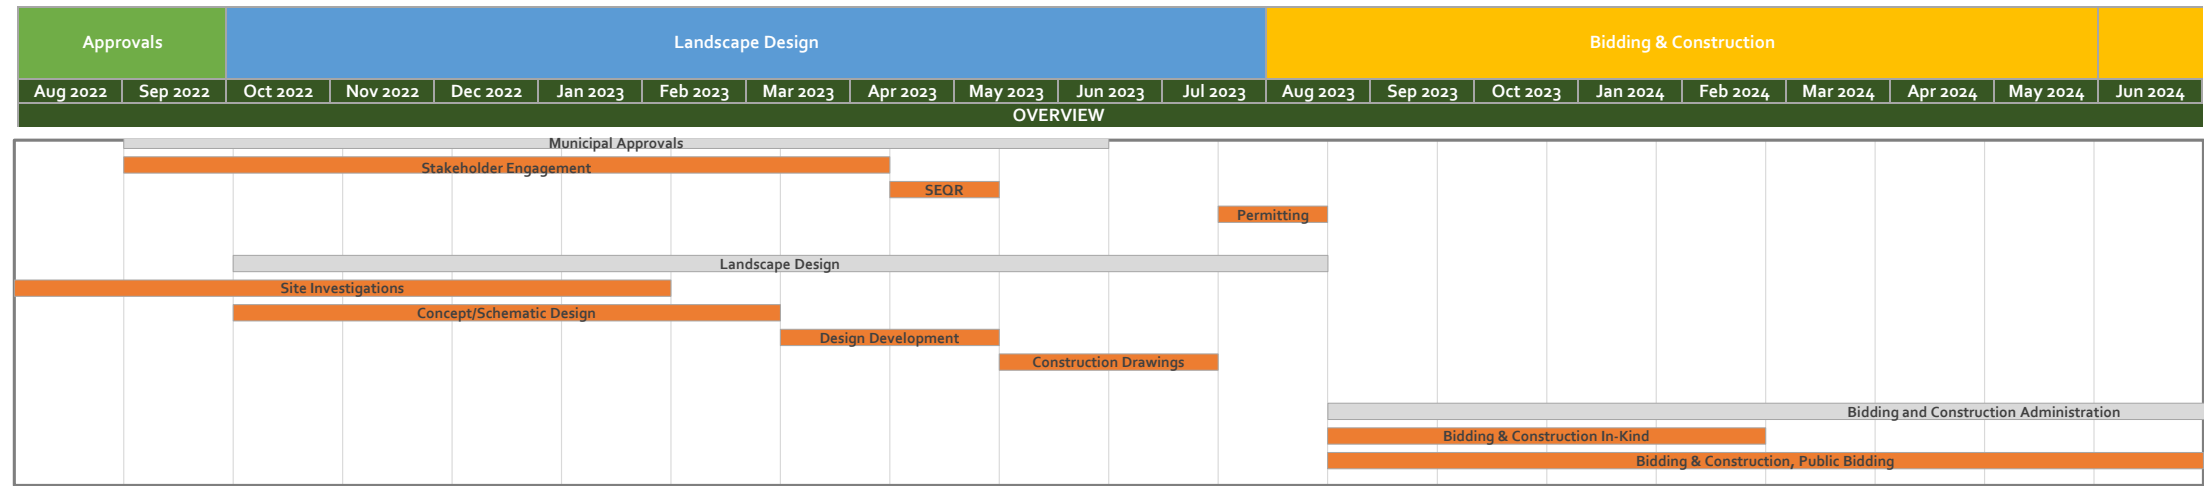 Approvals Landscape Design Bidding & Construction
Aug 2022 Sep 2022 Oct 2022 Nov 2022 Dec 2022 Jan 2023 Feb 2023 Mar 2023 Apr 2023 May 2023 Jun 2023 Jul 2023 Aug 2023 Sep 2023 Oct 2023 Jan 2024 Feb 2024 Mar 2024 Apr 2024 May 2024 Jun 2024
OVERVIEW
Municipal Approvals
Stakeholder Engagement
SEQR
Permitting
Landscape Design
Site Investigations
Concept/Schematic Design
Design Development
Construction Drawings
Bidding and Construction Administration
Bidding & Construction In-Kind
Bidding & Construction, Public Bidding